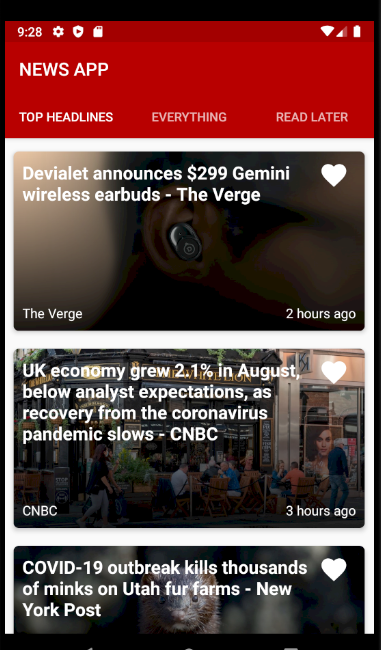 9:28
NEWS APP
TOP HEADLINES EVERYTHING READ LATER
Devialet announces $299 Gemini
wireless earbuds - The Verge
The Verge 2 hours ago
UK economy grew 2.1% in August,
below analyst expectations, as
recovery from the coronavirus
pandemic slows - CNBC
CNBC 3 hours ago
COVID-19 outbreak kills thousands
of minks on Utah fur farms - New
York Post